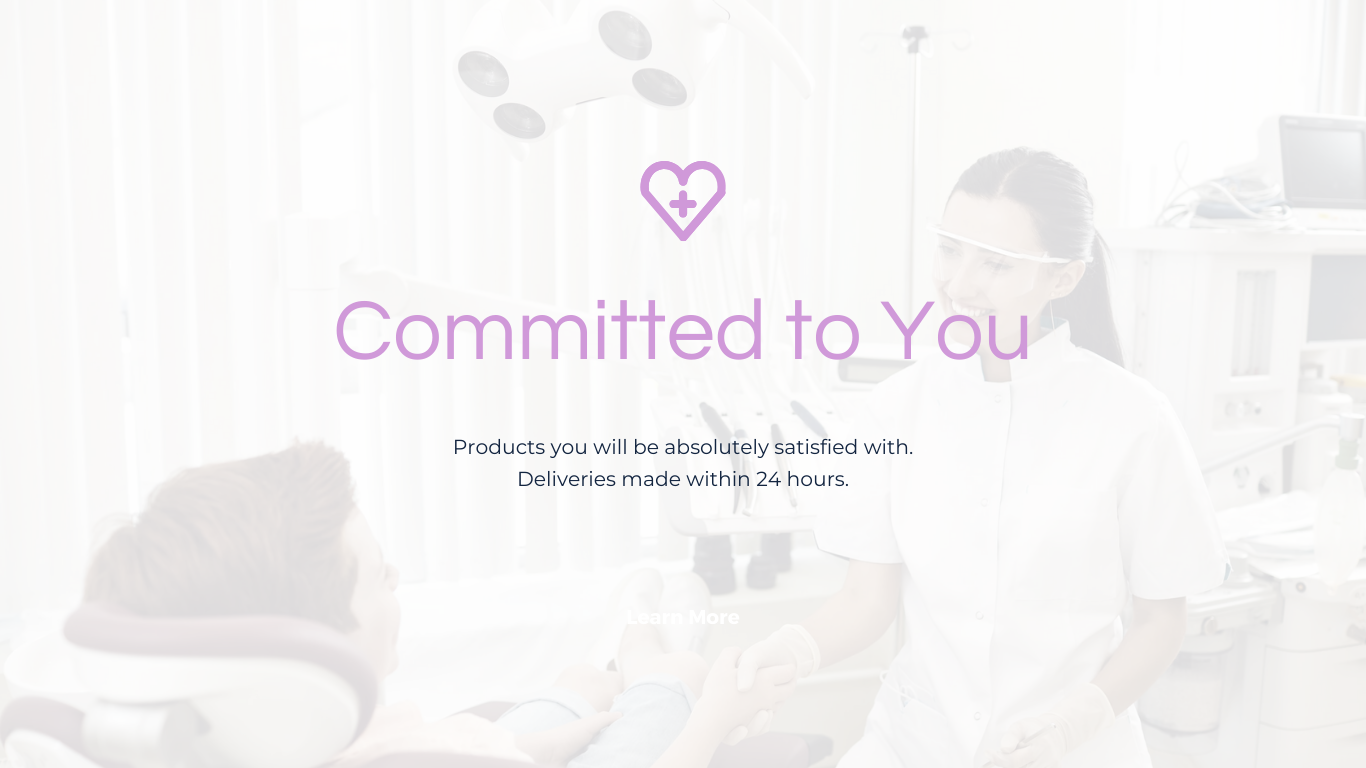 Committed to You
Products you will be absolutely satisfied with.
Deliveries made within 24 hours.
Learn More